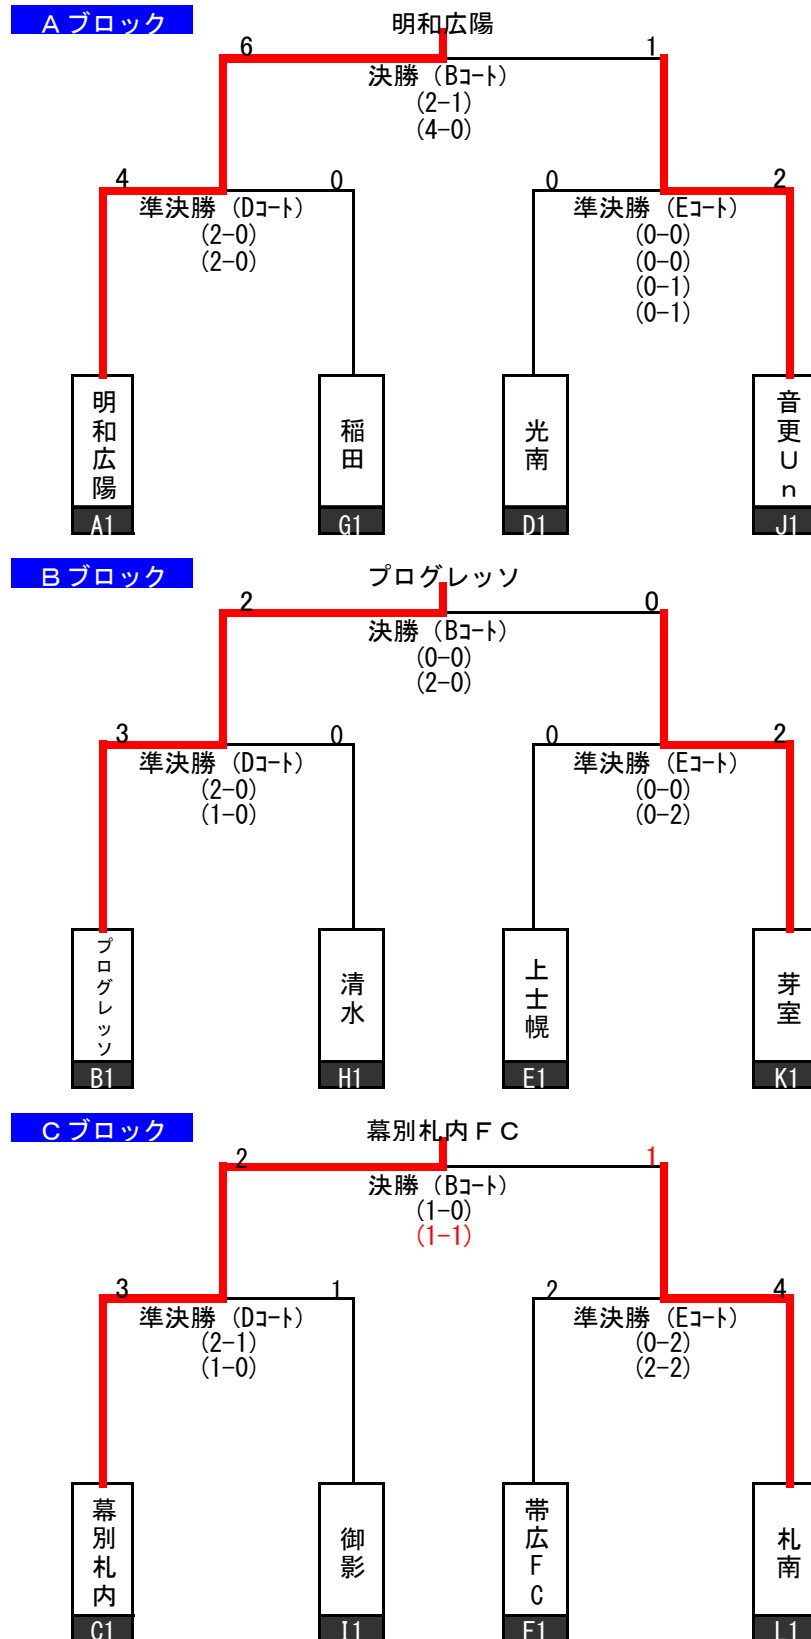 Aブロック
明和広陽
6 1
決勝（Bｺｰﾄ）
(2-1)
(4-0)
4 0 0 2
準決勝（Dｺｰﾄ） 準決勝（Eｺｰﾄ）
(2-0) (0-0)
(2-0) (0-0)
(0-1)
(0-1)
明和広陽 稲田 光南 音更Un
A1 G1 D1 J1
Bブロック
プログレッソ
2 0
決勝（Bｺｰﾄ）
(0-0)
(2-0)
3 0 0 2
準決勝（Dｺｰﾄ） 準決勝（Eｺｰﾄ）
(2-0) (0-0)
(1-0) (0-2)
プログレッソ 清水 上士幌 芽室
B1 H1 E1 K1
Cブロック
幕別札内FC
2 1
決勝（Bｺｰﾄ）
(1-0)
(1-1)
3 1 2 4
準決勝（Dｺｰﾄ） 準決勝（Eｺｰﾄ）
(2-1) (0-2)
(1-0) (2-2)
幕別札内 御影 帯広FC 札南
C1 I1 F1 L1